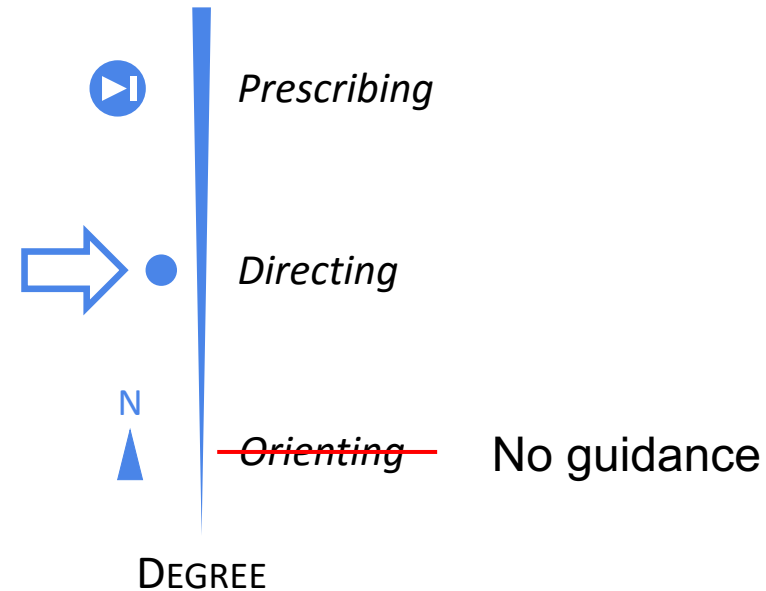 Prescribing
Directing
N
Orienting No guidance
DEGREE